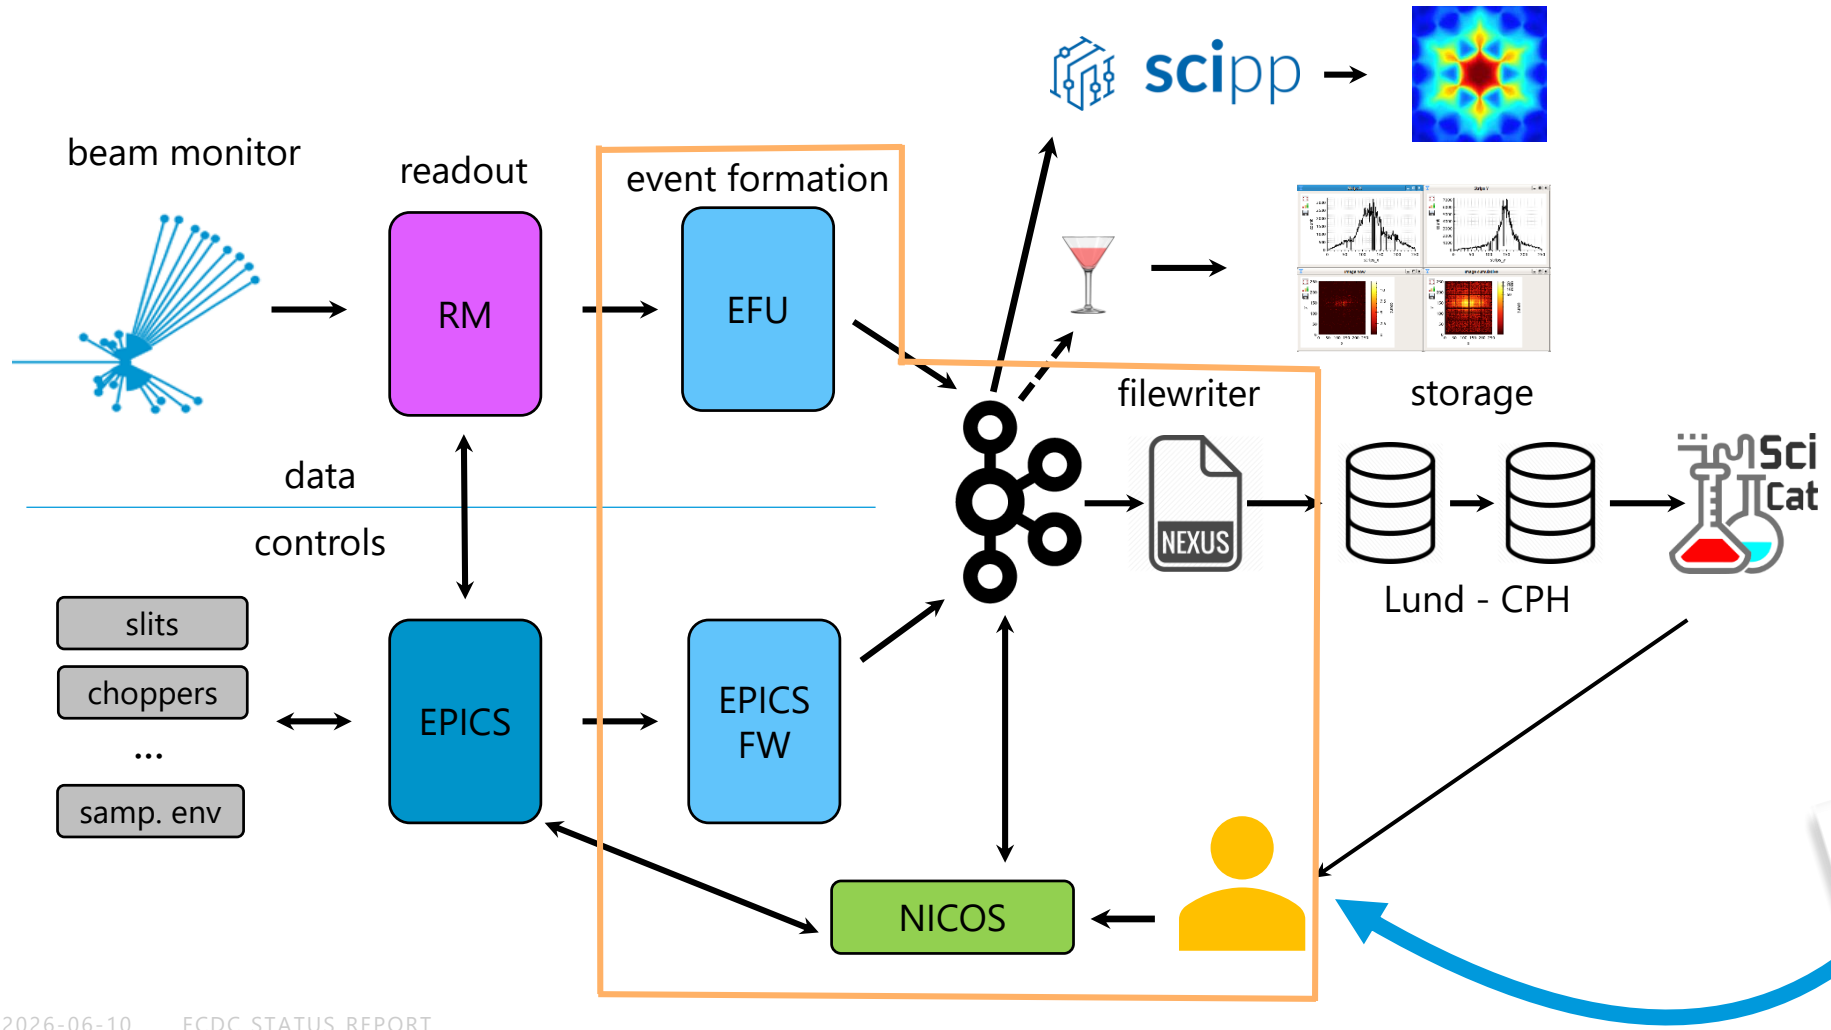 scipp
beam monitor
readout
event formation
RM
EFU
filewriter
storage
data
controls
NEXUS
Sci
Cat
Lund - CPH
slits
choppers
...
samp. env
EPICS
EPICS
FW
NICOS
2026-06-10 ECDC STATUS REPORT